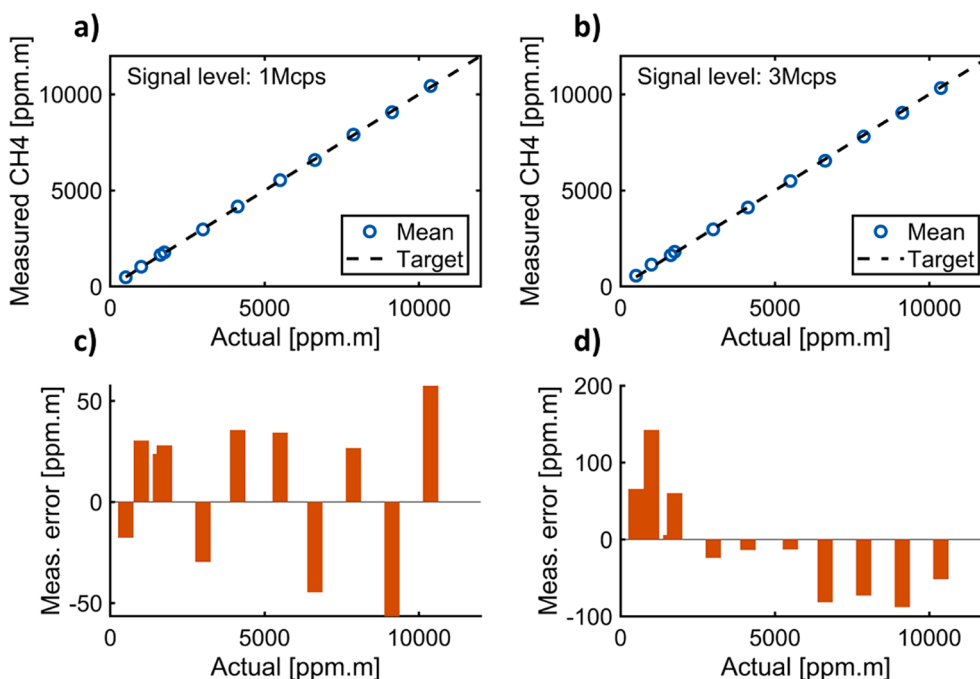 a)
Signal level: 1Mcps
10000
5000
0
Measured CH4 [ppm.m]
Mean
Target
0 5000 10000
Actual [ppm.m]
b)
Signal level: 3Mcps
10000
5000
0
Measured CH4 [ppm.m]
Mean
Target
0 5000 10000
Actual [ppm.m]
c)
50
0
-50
Meas. error [ppm.m]
0 5000 10000
Actual [ppm.m]
d)
200
100
0
-100
Meas. error [ppm.m]
0 5000 10000
Actual [ppm.m]